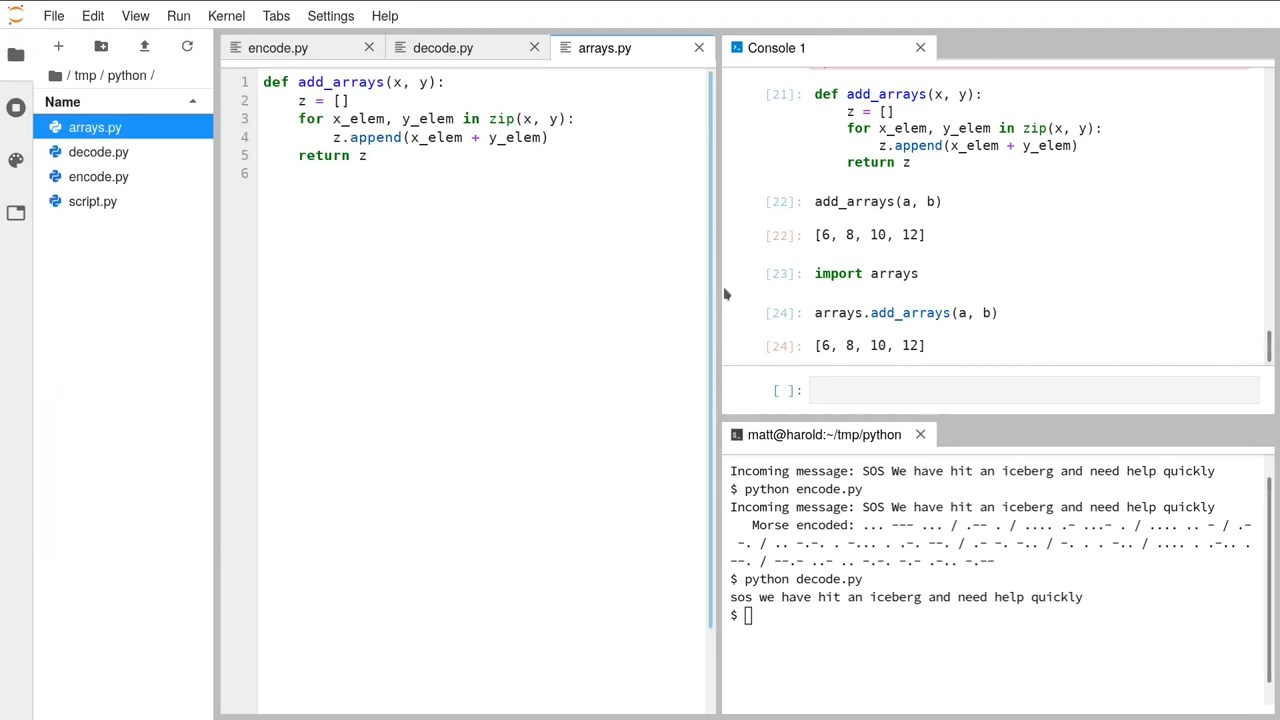 File Edit View Run Kernel Tabs Settings Help
/ tmp / python /
Name
arrays.py
decode.py
encode.py
script.py
encode.py decode.py arrays.py
1 def add_arrays(x, y):
2     z = []
3     for x_elem, y_elem in zip(x, y):
4         z.append(x_elem + y_elem)
5     return z
6
Console 1
[21]: def add_arrays(x, y):
    z = []
    for x_elem, y_elem in zip(x, y):
        z.append(x_elem + y_elem)
    return z
[22]: add_arrays(a, b)
[22]: [6, 8, 10, 12]
[23]: import arrays
[24]: arrays.add_arrays(a, b)
[24]: [6, 8, 10, 12]
[ ]:
matt@harold:~/tmp/python
Incoming message: SOS We have hit an iceberg and need help quickly
$ python encode.py
Incoming message: SOS We have hit an iceberg and need help quickly
   Morse encoded: ... --- ... / .-- . / .... .- ...- . / .... .. - / .-
 -. / .. -.-. . -... . .-. --. / .- -. -.. / -. . . -.. / .... . .-.. .
--. / --.- ..- .. -.-. -.- .-.. -.--
$ python decode.py
sos we have hit an iceberg and need help quickly
$